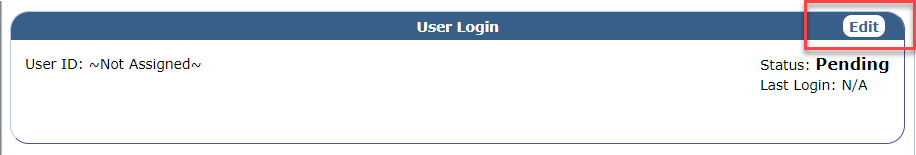 User Login
Edit
User ID: ~Not Assigned~
Status: Pending
Last Login: N/A